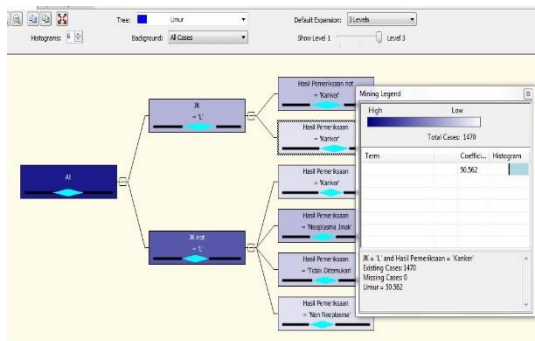 Tree: Umur
Default Expansion: 3 Levels
Histograms: 6
Background: All Cases
Show Level 1
Level 3
All
JK
= 'L'
JK not
= 'L'
Hasil Pemeriksaan not
= 'Kanker'
Hasil Pemeriksaan
= 'Kanker'
Hasil Pemeriksaan
= 'Kanker'
Hasil Pemeriksaan
= 'Neoplasma Jinak'
Hasil Pemeriksaan
= 'Tidak Ditemukan'
Hasil Pemeriksaan
= 'Non Neoplasma'
Mining Legend
High Low
Total Cases: 1470
Term Coeffici... Histogram
50.562
JK = 'L' and Hasil Pemeriksaan = 'Kanker'
Existing Cases: 1470
Missing Cases: 0
Umur = 50.562